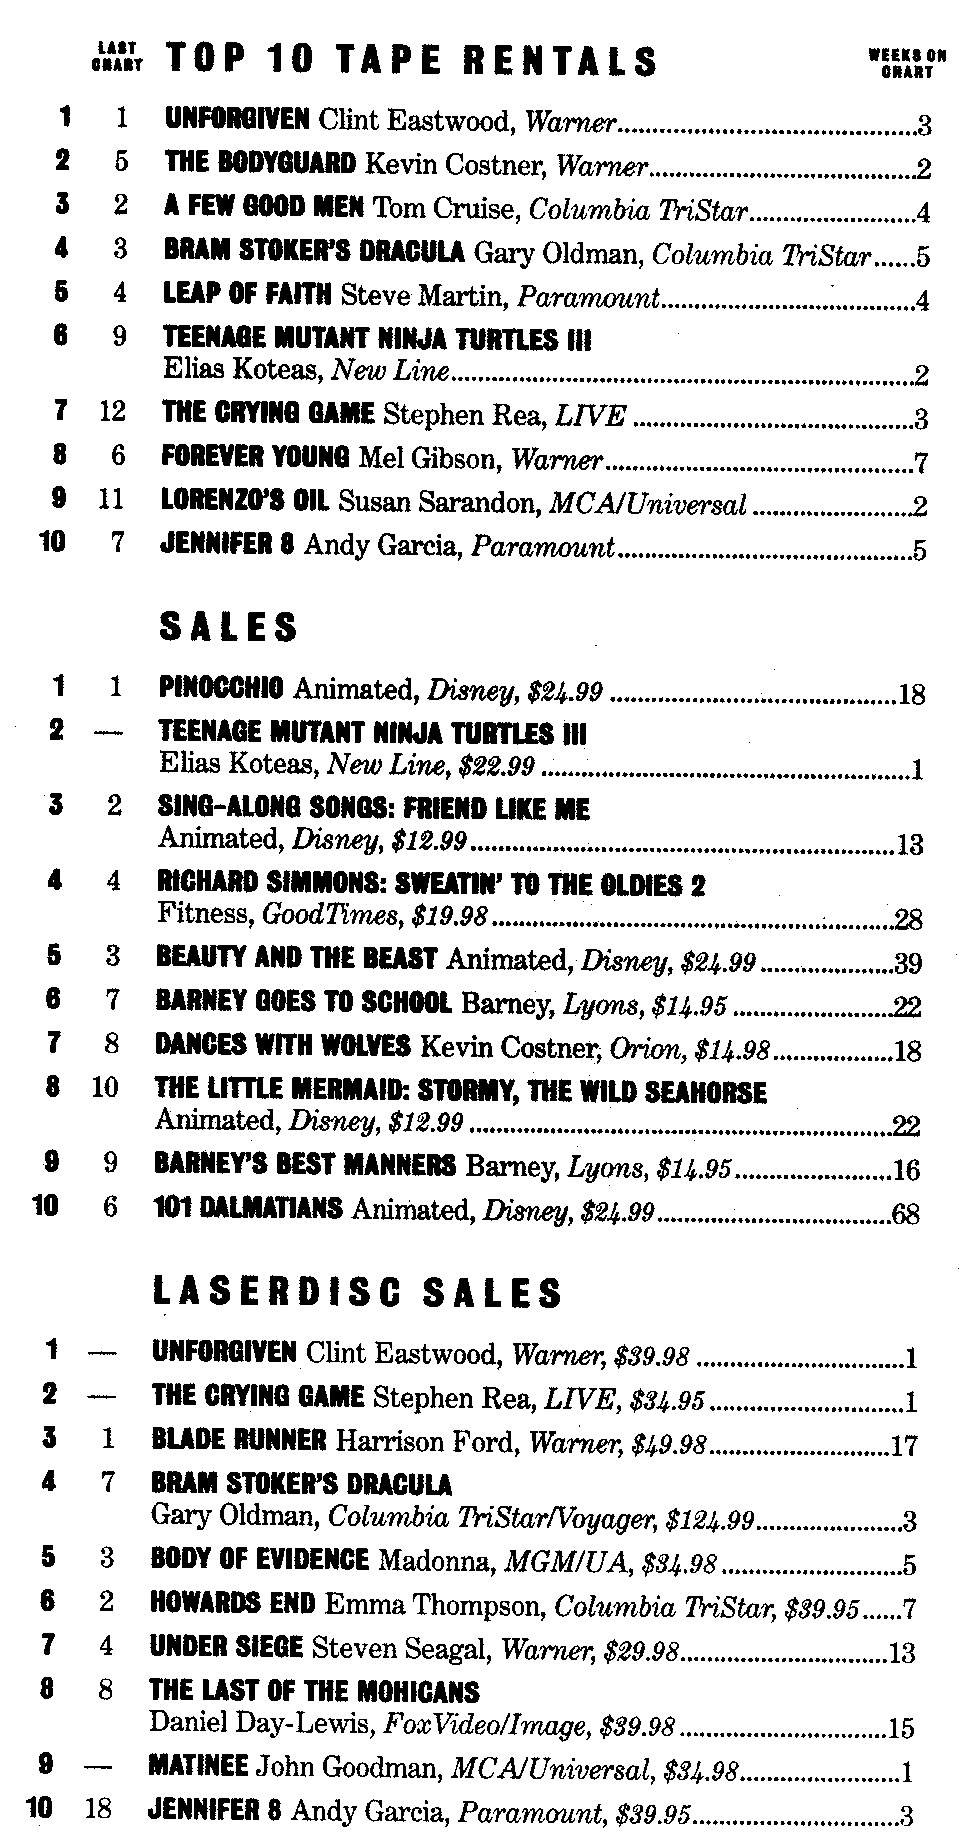 LAST CHART TOP 10 TAPE RENTALS WEEKS ON CHART
1 1 UNFORGIVEN Clint Eastwood, Warner.....3
2 5 THE BODYGUARD Kevin Costner, Warner.....2
3 2 A FEW GOOD MEN Tom Cruise, Columbia TriStar.....4
4 3 BRAM STOKER'S DRACULA Gary Oldman, Columbia TriStar......5
5 4 LEAP OF FAITH Steve Martin, Paramount.....4
6 9 TEENAGE MUTANT NINJA TURTLES III
Elias Koteas, New Line.....2
7 12 THE CRYING GAME Stephen Rea, LIVE .....3
8 6 FOREVER YOUNG Mel Gibson, Warner.....7
9 11 LORENZO'S OIL Susan Sarandon, MCA/Universal .....2
10 7 JENNIFER 8 Andy Garcia, Paramount.....5
SALES
1 1 PINOCCHIO Animated, Disney, $24.99 .....18
2 — TEENAGE MUTANT NINJA TURTLES III
Elias Koteas, New Line, $22.99 .....1
3 2 SING-ALONG SONGS: FRIEND LIKE ME
Animated, Disney, $12.99.....13
4 4 RICHARD SIMMONS: SWEATIN' TO THE OLDIES 2
Fitness, GoodTimes, $19.98.....28
5 3 BEAUTY AND THE BEAST Animated, Disney, $24.99.....39
6 7 BARNEY GOES TO SCHOOL Barney, Lyons, $14.95 .....22
7 8 DANCES WITH WOLVES Kevin Costner, Orion, $14.98.....18
8 10 THE LITTLE MERMAID: STORMY, THE WILD SEAHORSE
Animated, Disney, $12.99 .....22
9 9 BARNEY'S BEST MANNERS Barney, Lyons, $14.95.....16
10 6 101 DALMATIANS Animated, Disney, $24.99.....68
LASERDISC SALES
1 — UNFORGIVEN Clint Eastwood, Warner, $39.98 .....1
2 — THE CRYING GAME Stephen Rea, LIVE, $34.95 .....1
3 1 BLADE RUNNER Harrison Ford, Warner, $49.98.....17
4 7 BRAM STOKER'S DRACULA
Gary Oldman, Columbia TriStar/Voyager, $124.99.....3
5 3 BODY OF EVIDENCE Madonna, MGM/UA, $34.98.....5
6 2 HOWARDS END Emma Thompson, Columbia TriStar, $39.95......7
7 4 UNDER SIEGE Steven Seagal, Warner, $29.98.....13
8 8 THE LAST OF THE MOHICANS
Daniel Day-Lewis, FoxVideo/Image, $39.98.....15
9 — MATINEE John Goodman, MCA/Universal, $34.98.....1
10 18 JENNIFER 8 Andy Garcia, Paramount, $39.95.....3